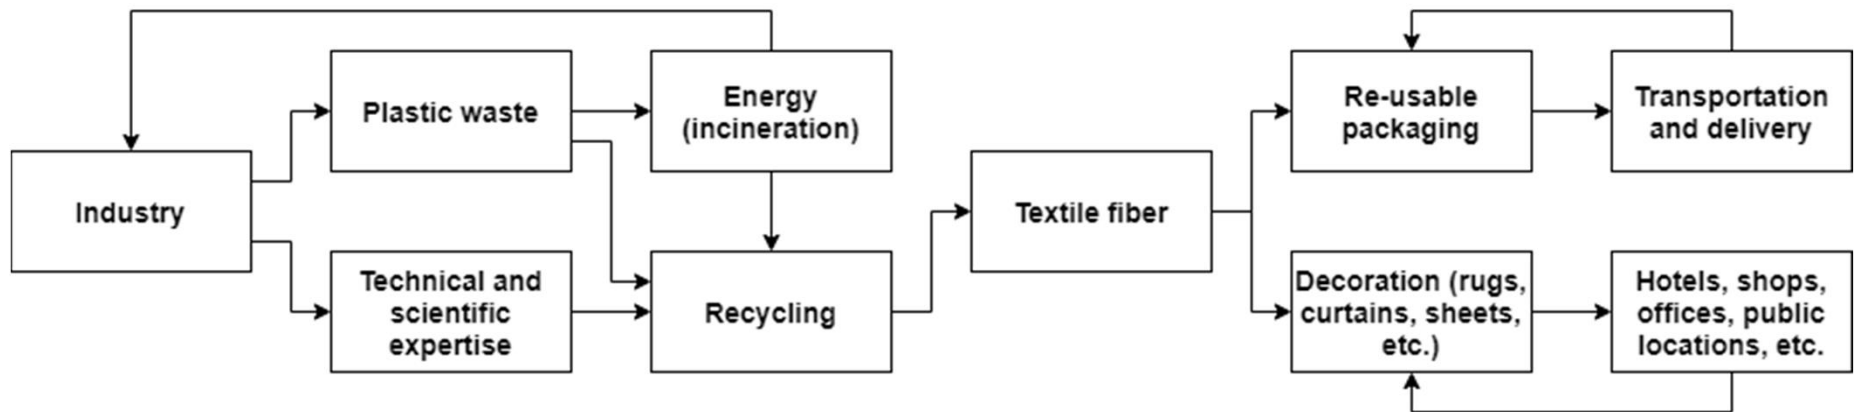 Industry
Plastic waste
Technical and
scientific
expertise
Energy
(incineration)
Recycling
Textile fiber
Re-usable
packaging
Transportation
and delivery
Decoration (rugs,
curtains, sheets,
etc.)
Hotels, shops,
offices, public
locations, etc.